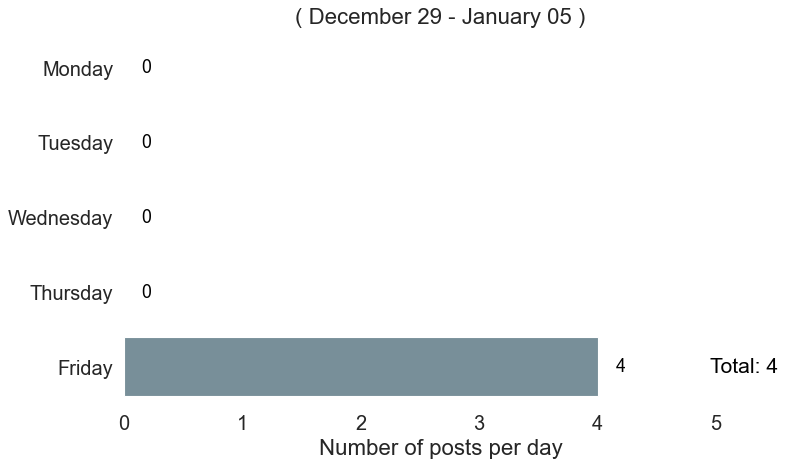 ( December 29 - January 05 )
Monday 0
Tuesday 0
Wednesday 0
Thursday 0
Friday 4 Total: 4
0 1 2 3 4 5
Number of posts per day